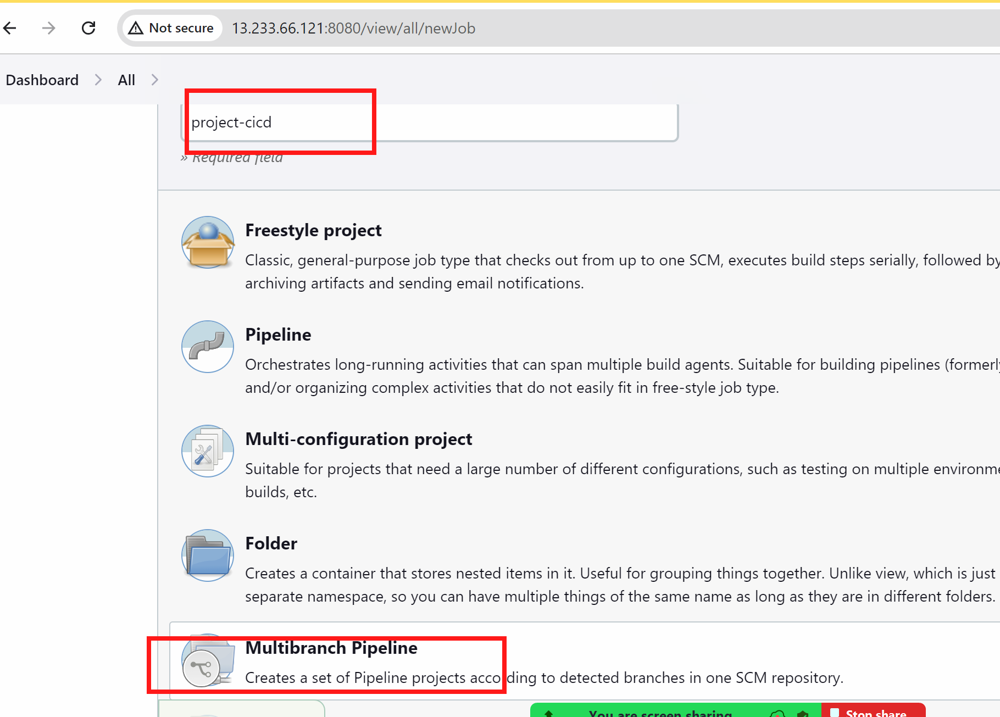 Not secure 13.233.66.121:8080/view/all/newJob
Dashboard All
project-cicd
» Required field
Freestyle project
Classic, general-purpose job type that checks out from up to one SCM, executes build steps serially, followed by
archiving artifacts and sending email notifications.
Pipeline
Orchestrates long-running activities that can span multiple build agents. Suitable for building pipelines (formerly
and/or organizing complex activities that do not easily fit in free-style job type.
Multi-configuration project
Suitable for projects that need a large number of different configurations, such as testing on multiple environme
builds, etc.
Folder
Creates a container that stores nested items in it. Useful for grouping things together. Unlike view, which is just
separate namespace, so you can have multiple things of the same name as long as they are in different folders.
Multibranch Pipeline
Creates a set of Pipeline projects according to detected branches in one SCM repository.
You are screen sharing Stop share